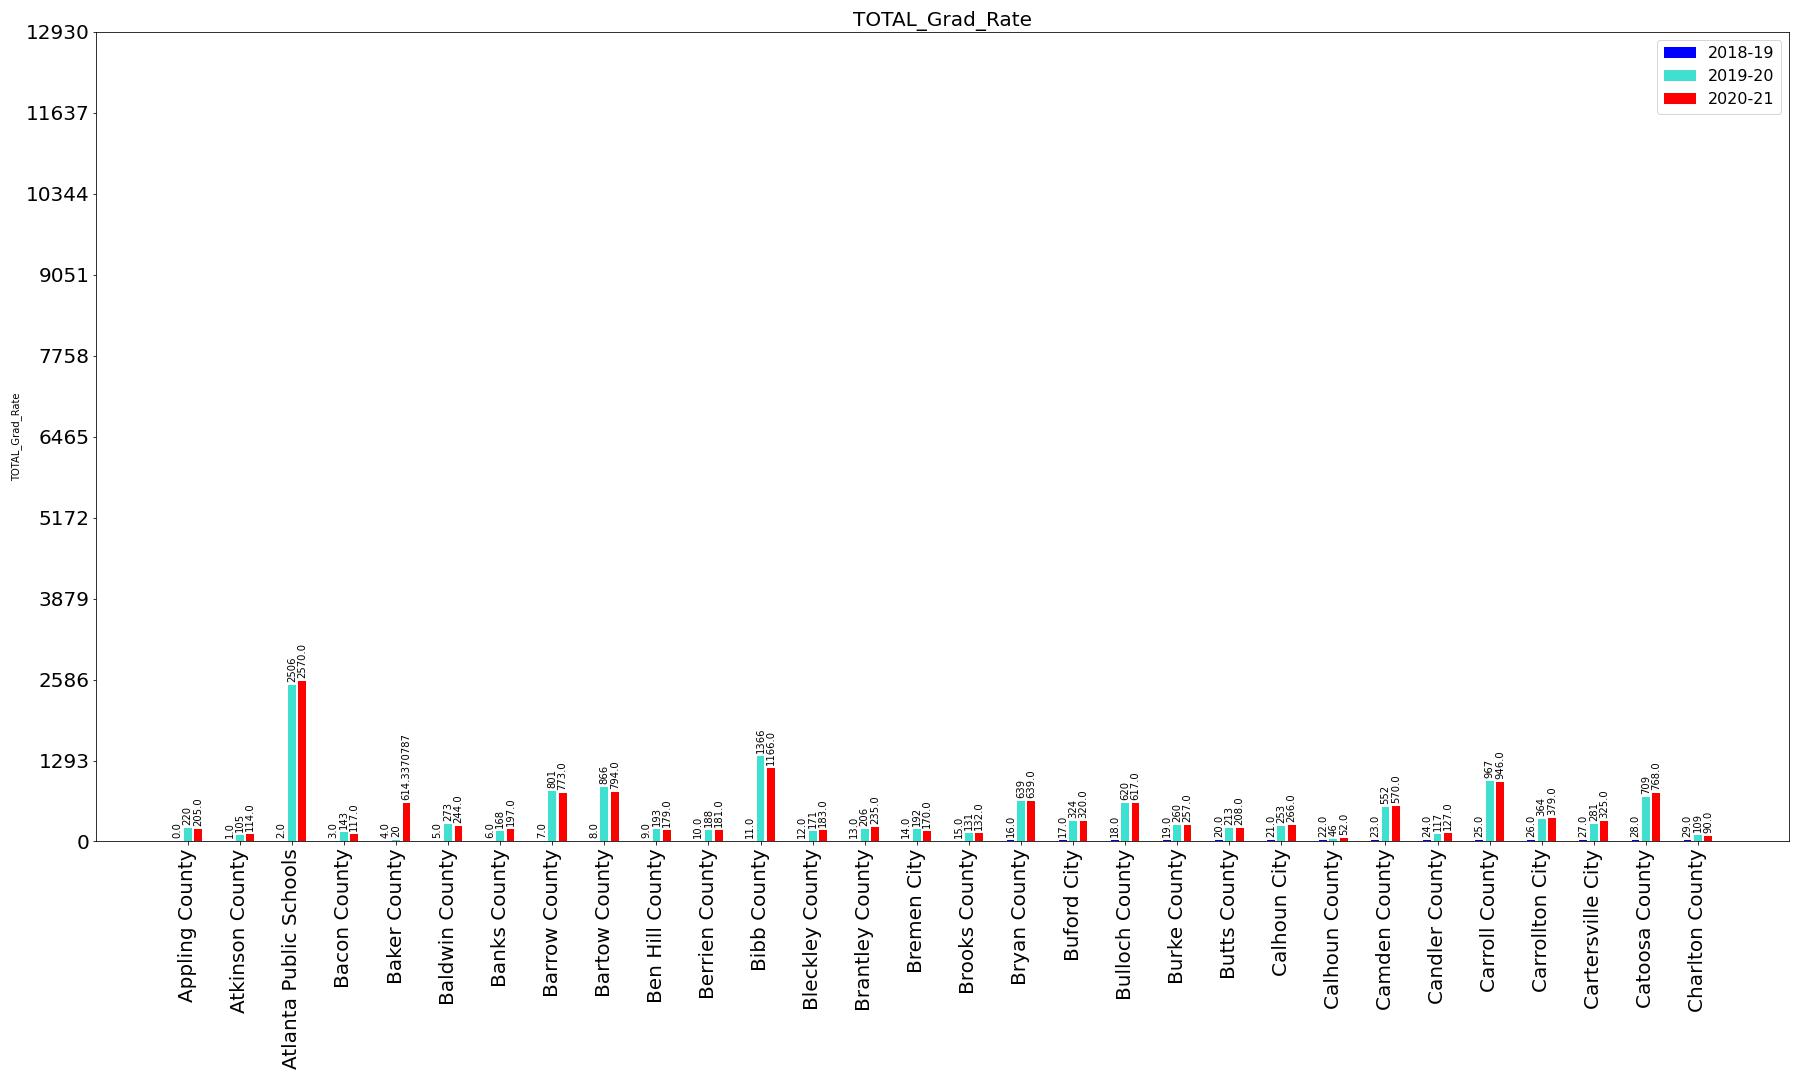 TOTAL_Grad_Rate
2018-19
2019-20
2020-21
12930
11637
10344
9051
7758
6465
5172
3879
2586
1293
0
TOTAL_Grad_Rate
0.0 220 205.0
1.0 105 114.0
2.0 2506 2570.0
3.0 143 117.0
4.0 20 614.3370787
5.0 273 244.0
6.0 168 197.0
7.0 801 773.0
8.0 866 794.0
9.0 193 179.0
10.0 188 181.0
11.0 1366 1166.0
12.0 171 183.0
13.0 206 235.0
14.0 192 170.0
15.0 131 132.0
16.0 639 639.0
17.0 324 320.0
18.0 620 617.0
19.0 260 257.0
20.0 213 208.0
21.0 253 266.0
22.0 46 52.0
23.0 552 570.0
24.0 117 127.0
25.0 967 946.0
26.0 364 379.0
27.0 281 325.0
28.0 709 768.0
29.0 109 90.0
Appling County
Atkinson County
Atlanta Public Schools
Bacon County
Baker County
Baldwin County
Banks County
Barrow County
Bartow County
Ben Hill County
Berrien County
Bibb County
Bleckley County
Brantley County
Bremen City
Brooks County
Bryan County
Buford City
Bulloch County
Burke County
Butts County
Calhoun City
Calhoun County
Camden County
Candler County
Carroll County
Carrollton City
Cartersville City
Catoosa County
Charlton County